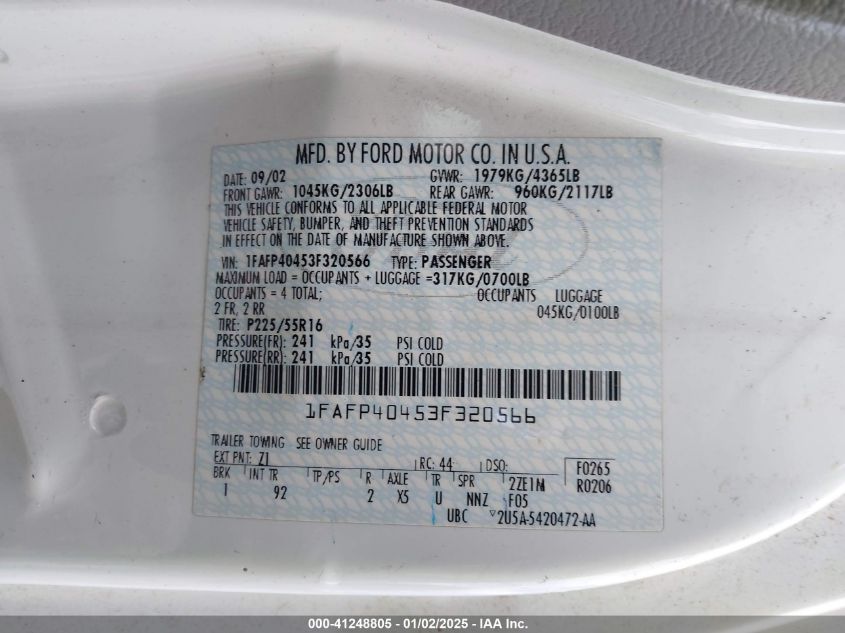 MFD. BY FORD MOTOR CO. IN U.S.A.
DATE: 09/02 GVWR: 1979KG/4365LB
FRONT GAWR: 1045KG/2306LB REAR GAWR: 960KG/2117LB
THIS VEHICLE CONFORMS TO ALL APPLICABLE FEDERAL MOTOR
VEHICLE SAFETY, BUMPER, AND THEFT PREVENTION STANDARDS
IN EFFECT ON THE DATE OF MANUFACTURE SHOWN ABOVE.
VIN: 1FAFP40453F320566 TYPE: PASSENGER
MAXIMUM LOAD = OCCUPANTS + LUGGAGE =317KG/0700LB
OCCUPANTS = 4 TOTAL; OCCUPANTS LUGGAGE
2 FR, 2 RR 045KG/0100LB
TIRE: P225/55R16
PRESSURE(FR): 241 kPa/35 PSI COLD
PRESSURE(RR): 241 kPa/35 PSI COLD
1FAFP40453F320566
TRAILER TOWING SEE OWNER GUIDE
EXT PNT: Z1 RC: 44 DSO: F0265
BRK INT TR TP/PS R AXLE TR SPR 2ZE1M R0206
1 92 2 X5 U NNZ F05
UBC 2U5A-5420472-AA
000-41248805 - 01/02/2025 - IAA Inc.